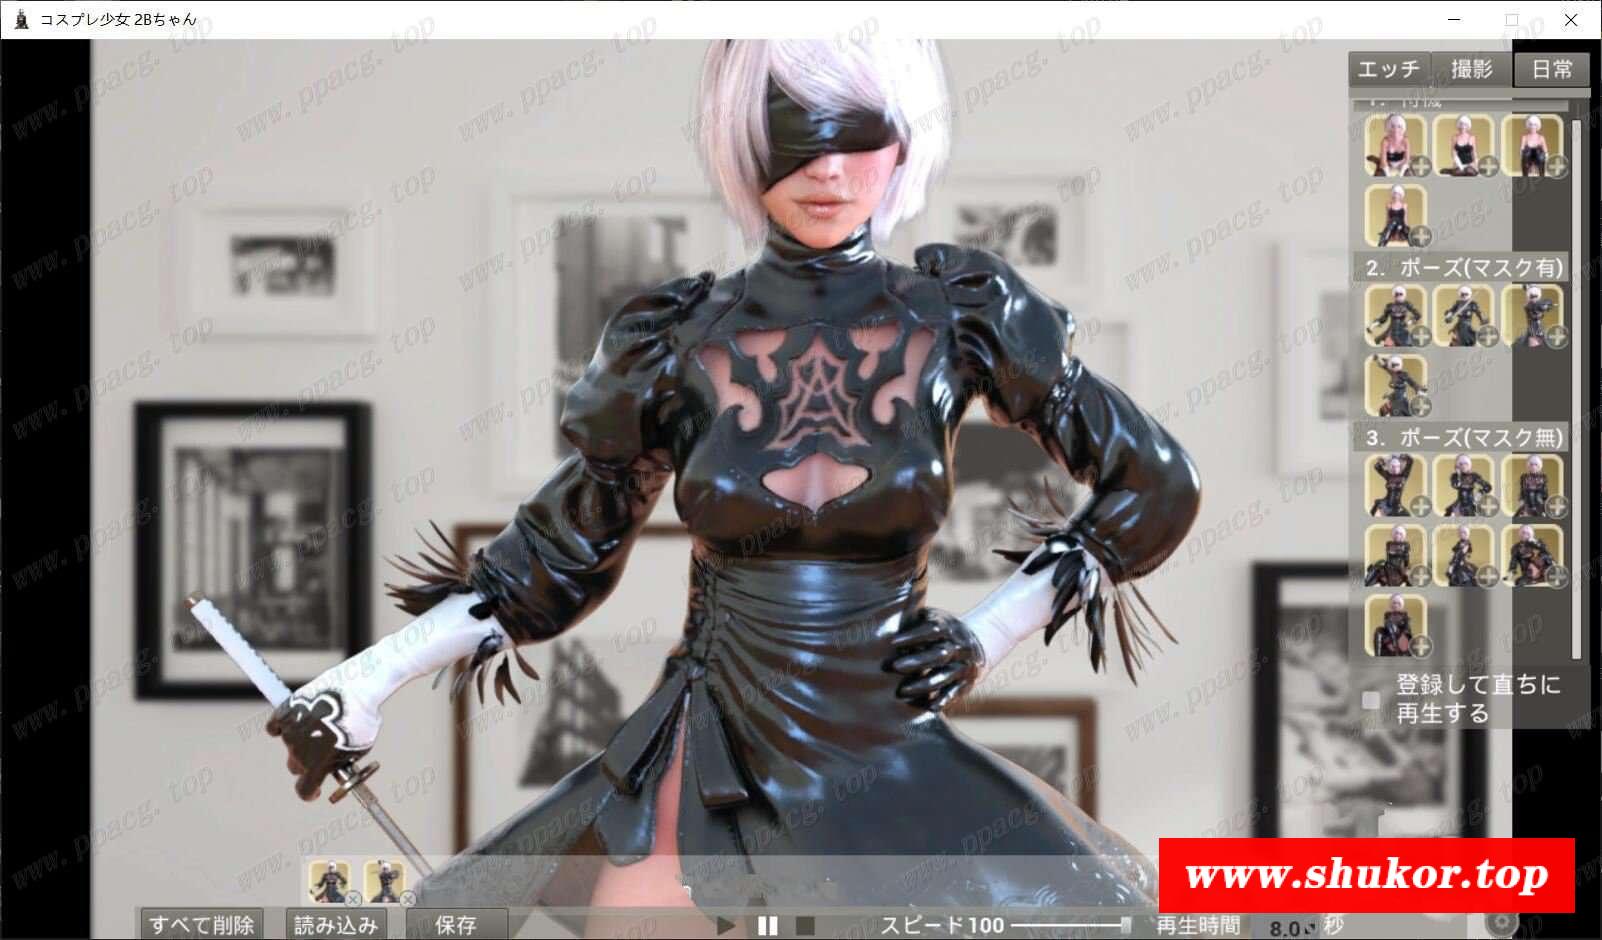 コスプレ少女 2Bちゃん
エッチ 撮影 日常
2. ポーズ(マスク有)
3. ポーズ(マスク無)
登録して直ちに
再生する
www.shukor.top
すべて削除 読み込み 保存 スピード100 再生時間 8.0 秒
www.ppacg.top